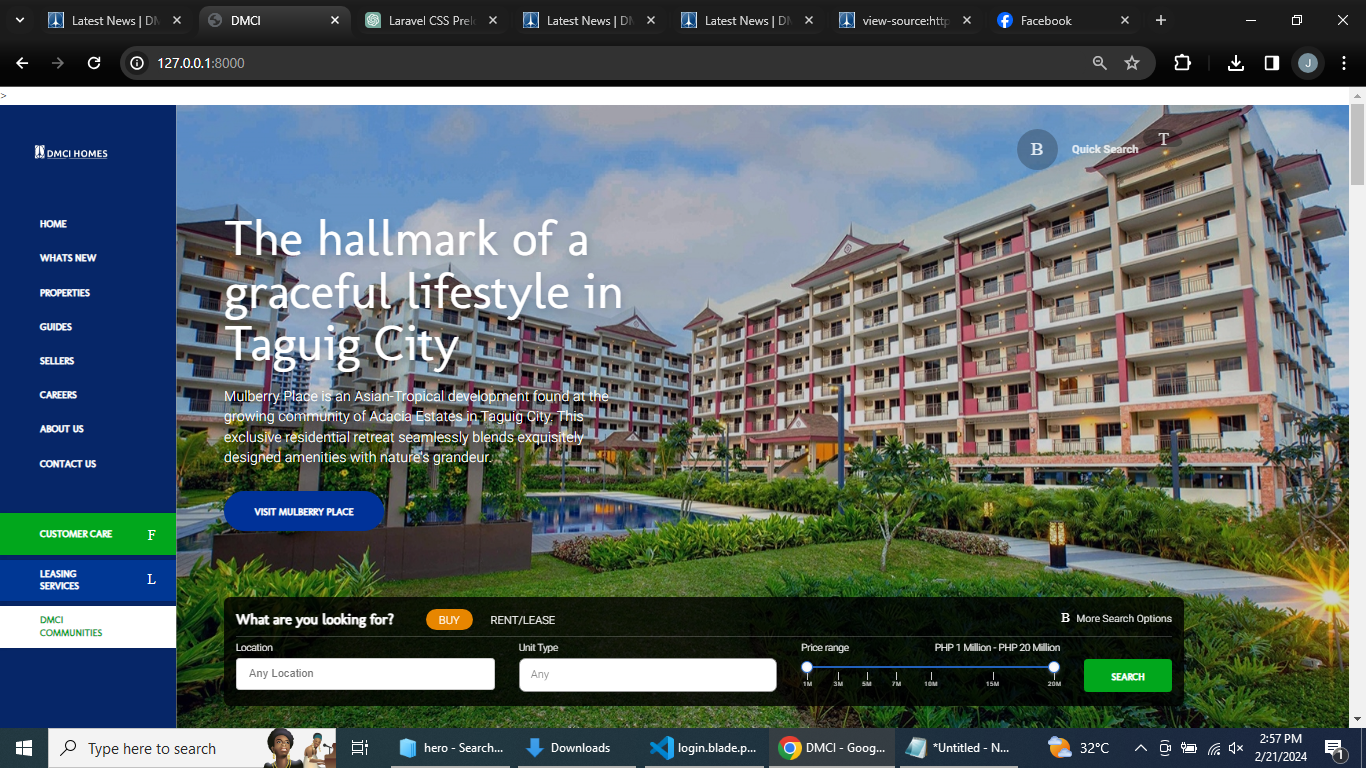 Latest News | DM
DMCI
Laravel CSS Prelo
Latest News | DM
Latest News | DM
view-source:http
Facebook
127.0.0.1:8000
J
>
DMCI HOMES
B
Quick Search
T
HOME
WHATS NEW
PROPERTIES
GUIDES
SELLERS
CAREERS
ABOUT US
CONTACT US
CUSTOMER CARE F
LEASING
SERVICES
L
DMCI
COMMUNITIES
The hallmark of a
graceful lifestyle in
Taguig City
Mulberry Place is an Asian-Tropical development found at the
growing community of Acacia Estates in Taguig City. This
exclusive residential retreat seamlessly blends exquisitely
designed amenities with nature's grandeur.
VISIT MULBERRY PLACE
What are you looking for? BUY RENT/LEASE B More Search Options
Location Unit Type Price range PHP 1 Million - PHP 20 Million
Any Location Any
1M 3M 5M 7M 10M 15M 20M
SEARCH
Type here to search
hero - Search...
Downloads
login.blade.p...
DMCI - Goog...
*Untitled - N...
32°C
2:57 PM
2/21/2024
1